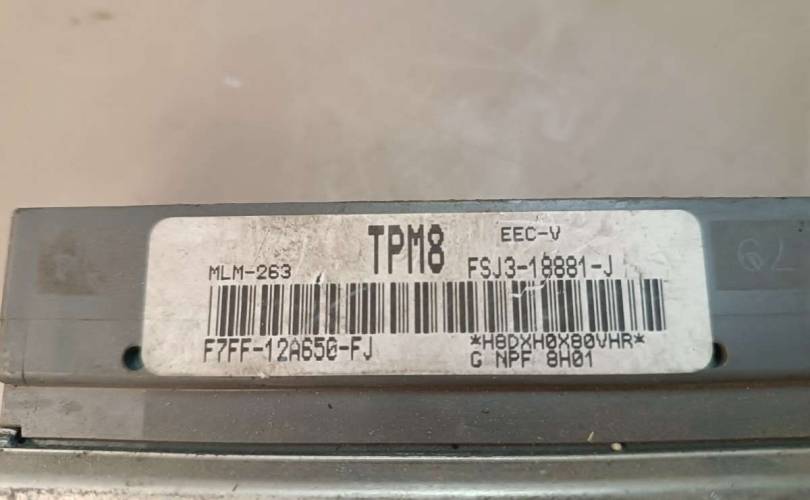 TPM8 EEC-V
MLM-263 FSJ3-18881-J
F7FF-12A650-FJ *H8DXH0X80VHR*
G NPF 8H01